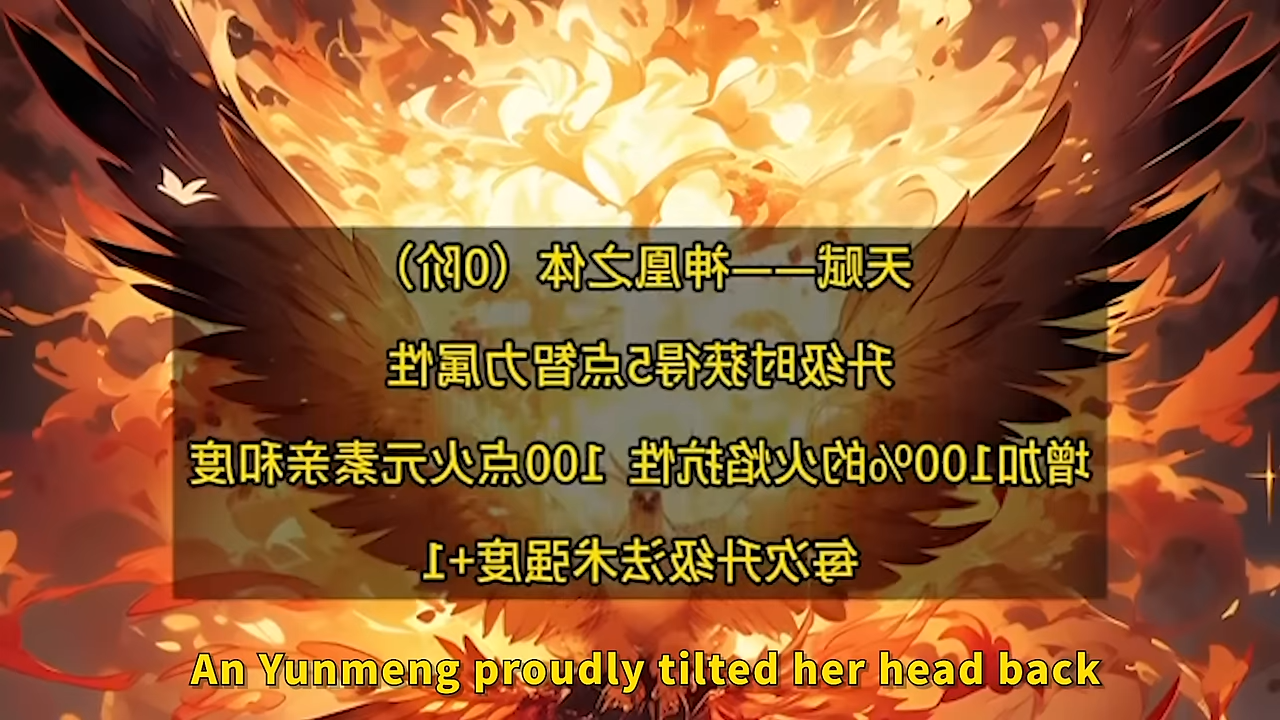 天赋——神凰之体（0阶）
升级时获得5点智力属性
增加100%的火焰抗性 100点火元素亲和度
每次升级法术强度+1
An Yunmeng proudly tilted her head back